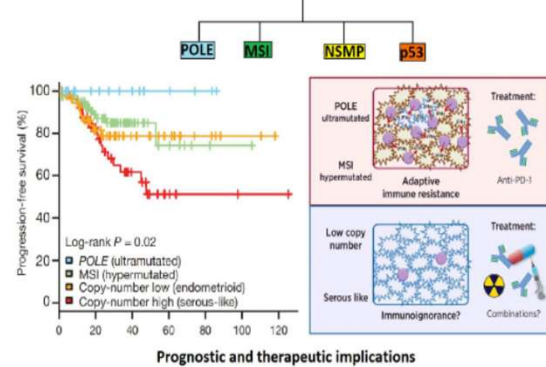 POLE MSI NSMP p53
Progression-free survival (%)
100
80
60
40
20
0
0 20 40 60 80 100 120
Log-rank P = 0.02
POLE (ultramutated)
MSI (hypermutated)
Copy-number low (endometrioid)
Copy-number high (serous-like)
POLE
ultramutated
MSI
hypermutated
Adaptive
immune resistance
Treatment:
Anti-PD-1
Low copy
number
Serous like
Immunoignorance?
Treatment:
Combinations?
Prognostic and therapeutic implications